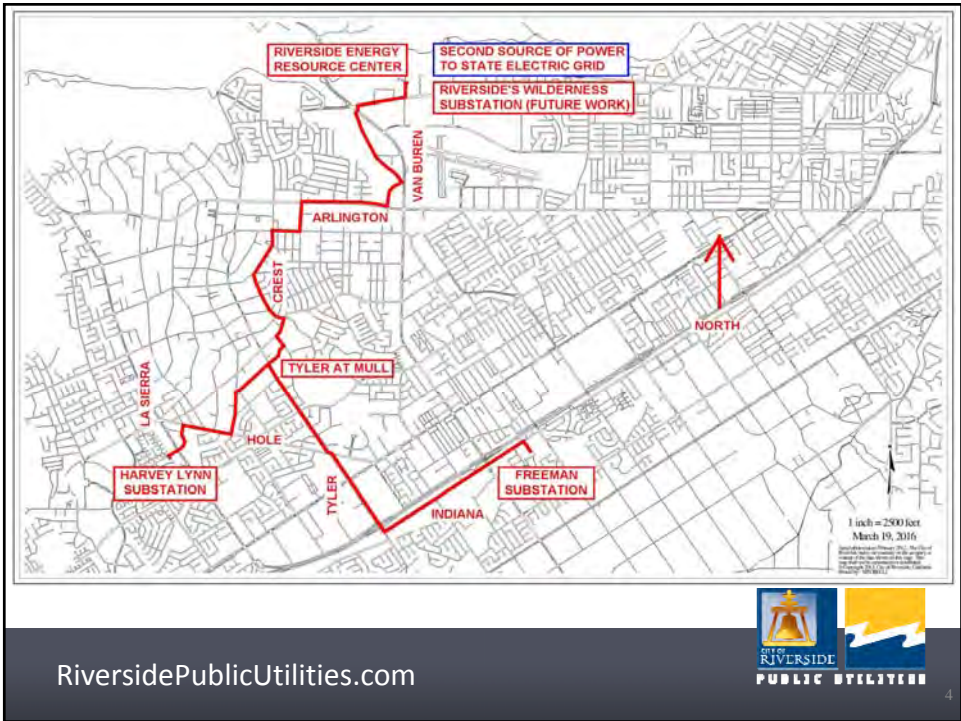 RIVERSIDE ENERGY
RESOURCE CENTER
SECOND SOURCE OF POWER
TO STATE ELECTRIC GRID
RIVERSIDE'S WILDERNESS
SUBSTATION (FUTURE WORK)
VAN BUREN
ARLINGTON
CREST
NORTH
TYLER AT MULL
LA SIERRA
HOLE
HARVEY LYNN
SUBSTATION
TYLER
FREEMAN
SUBSTATION
INDIANA
1 inch = 2500 feet
March 19, 2016
RiversidePublicUtilities.com
CITY OF
RIVERSIDE
PUBLIC UTILITIES
4